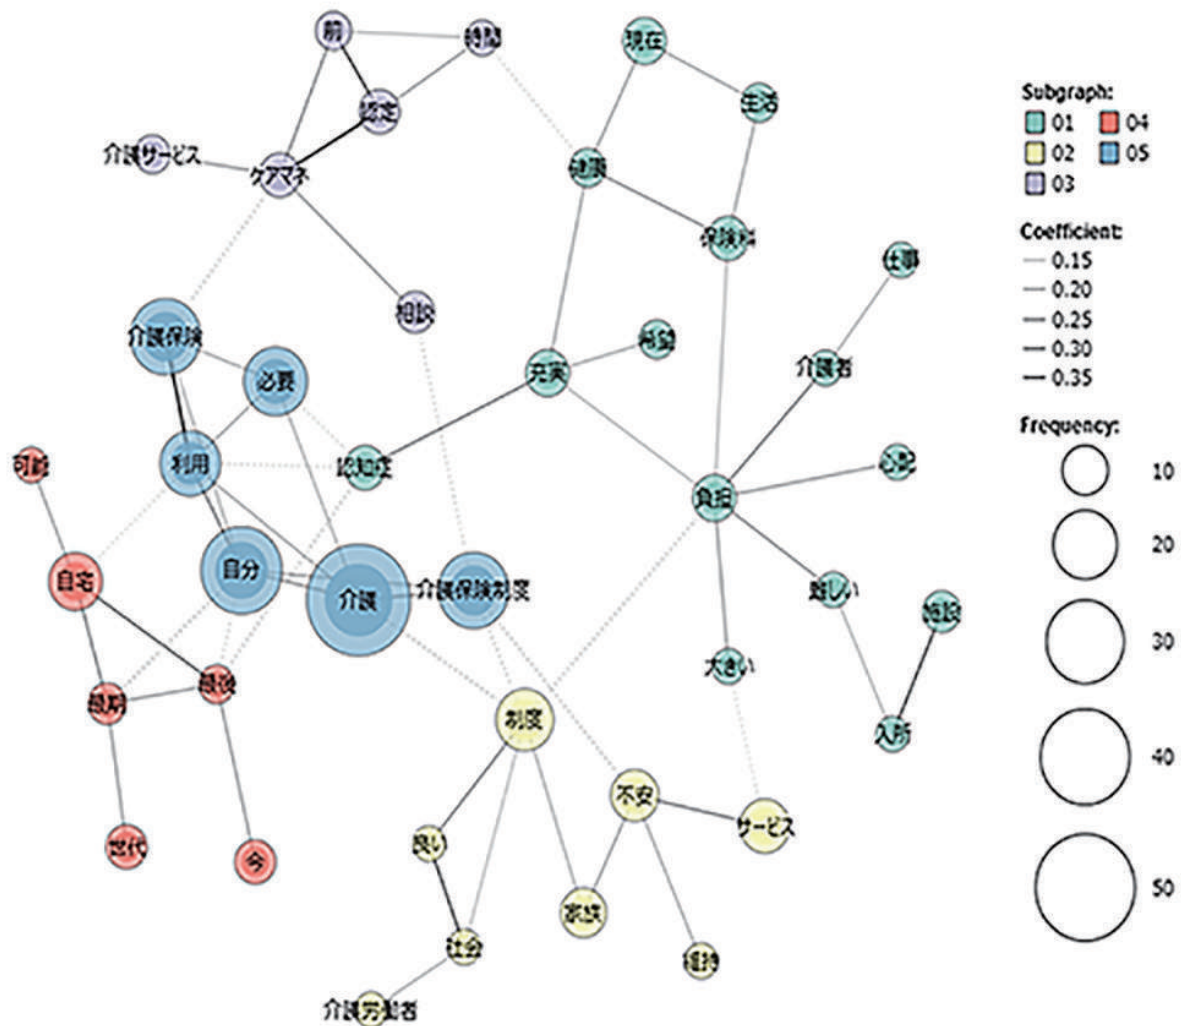 前
時間
現在
生活
認定
介護サービス
ケアマネ
健康
保険料
仕事
相談
介護保険
希望
充実
介護者
必要
利用
認知症
心配
可能
負担
自宅
自分
介護
介護保険制度
難しい
施設
最期
最後
大きい
制度
入所
不安
サービス
世代
今
良い
家族
社会
維持
介護労働者
Subgraph:
01 04
02 05
03
Coefficient:
0.15
0.20
0.25
0.30
0.35
Frequency:
10
20
30
40
50